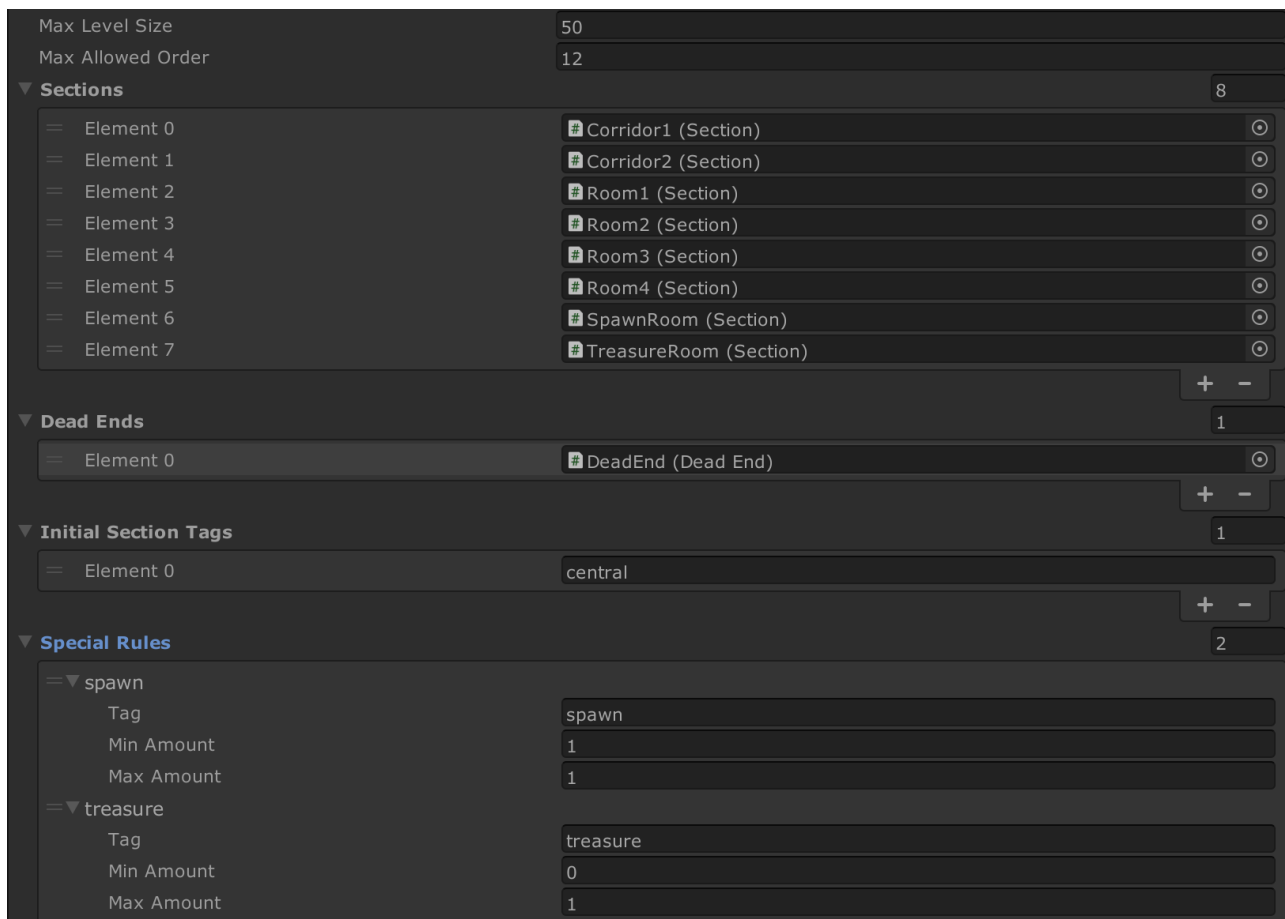 Max Level Size 50
Max Allowed Order 12
Sections 8
Element 0 Corridor1 (Section)
Element 1 Corridor2 (Section)
Element 2 Room1 (Section)
Element 3 Room2 (Section)
Element 4 Room3 (Section)
Element 5 Room4 (Section)
Element 6 SpawnRoom (Section)
Element 7 TreasureRoom (Section)
+ −
Dead Ends 1
Element 0 DeadEnd (Dead End)
+ −
Initial Section Tags 1
Element 0 central
+ −
Special Rules 2
spawn
Tag spawn
Min Amount 1
Max Amount 1
treasure
Tag treasure
Min Amount 0
Max Amount 1